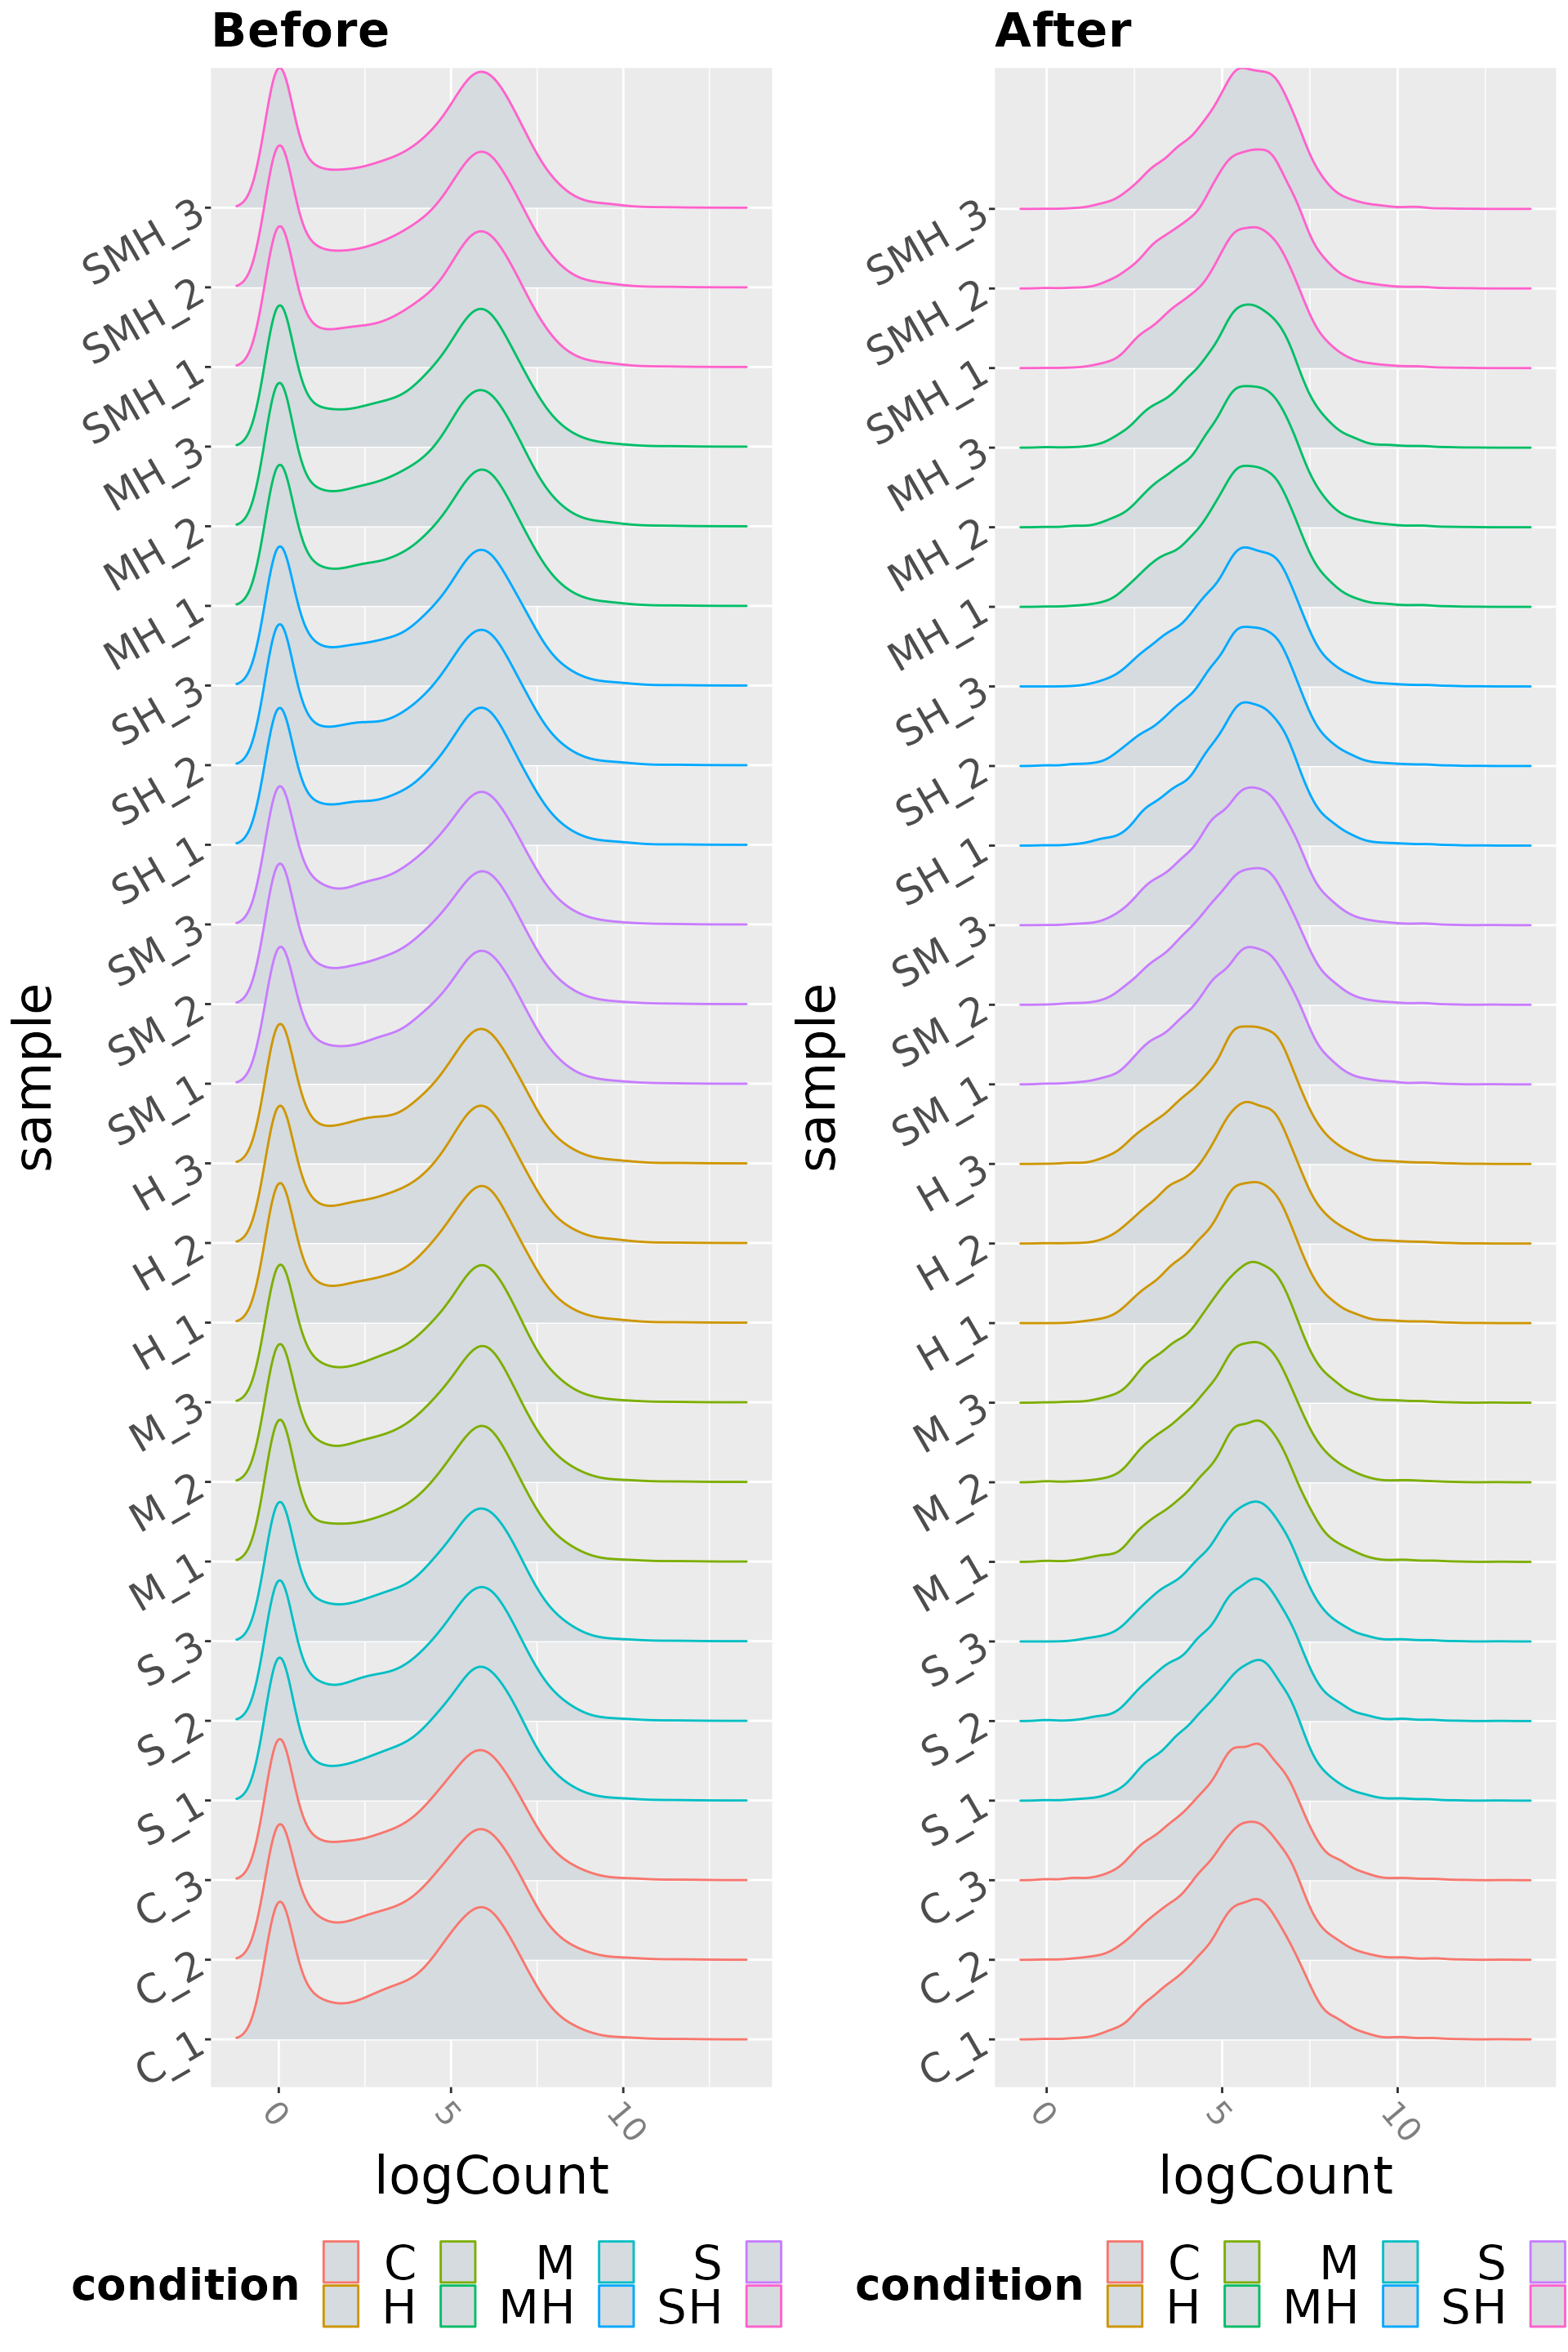 Before
SMH_3
SMH_2
SMH_1
MH_3
MH_2
MH_1
SH_3
SH_2
SH_1
SM_3
SM_2
SM_1
H_3
H_2
H_1
M_3
M_2
M_1
S_3
S_2
S_1
C_3
C_2
C_1
sample
0 5 10
logCount
condition
C M S
H MH SH
After
SMH_3
SMH_2
SMH_1
MH_3
MH_2
MH_1
SH_3
SH_2
SH_1
SM_3
SM_2
SM_1
H_3
H_2
H_1
M_3
M_2
M_1
S_3
S_2
S_1
C_3
C_2
C_1
sample
0 5 10
logCount
condition
C M S
H MH SH